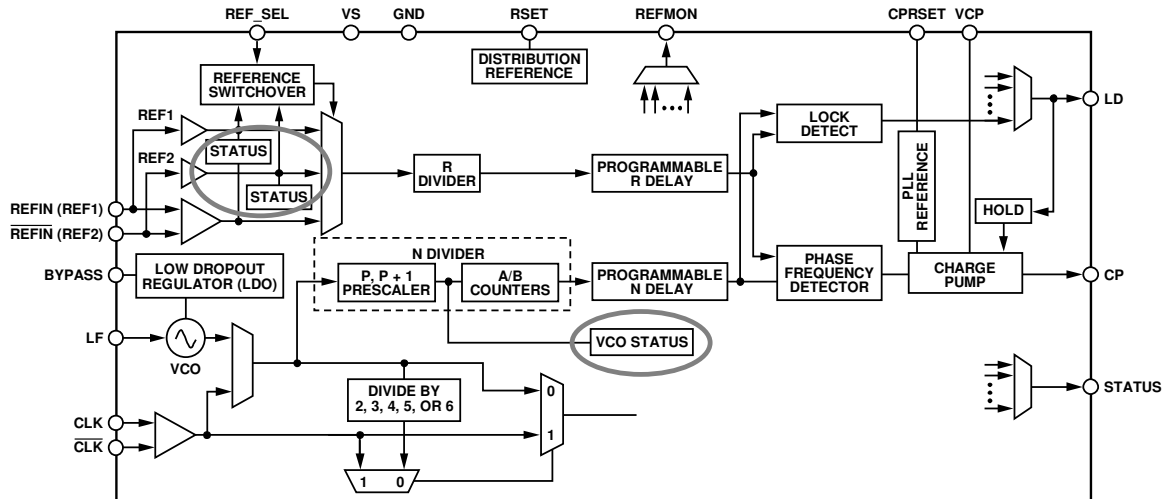 REF_SEL VS GND RSET REFMON CPRSET VCP
DISTRIBUTION
REFERENCE
REFERENCE
SWITCHOVER
REF1
STATUS
REF2
STATUS
R
DIVIDER
PROGRAMMABLE
R DELAY
LOCK
DETECT
LD
PLL
REFERENCE
HOLD
REFIN (REF1)
REFIN (REF2)
BYPASS
LOW DROPOUT
REGULATOR (LDO)
N DIVIDER
P, P + 1
PRESCALER
A/B
COUNTERS
PROGRAMMABLE
N DELAY
PHASE
FREQUENCY
DETECTOR
CHARGE
PUMP
CP
LF
VCO
VCO STATUS
DIVIDE BY
2, 3, 4, 5, OR 6
0
1
STATUS
CLK
CLK
1 0